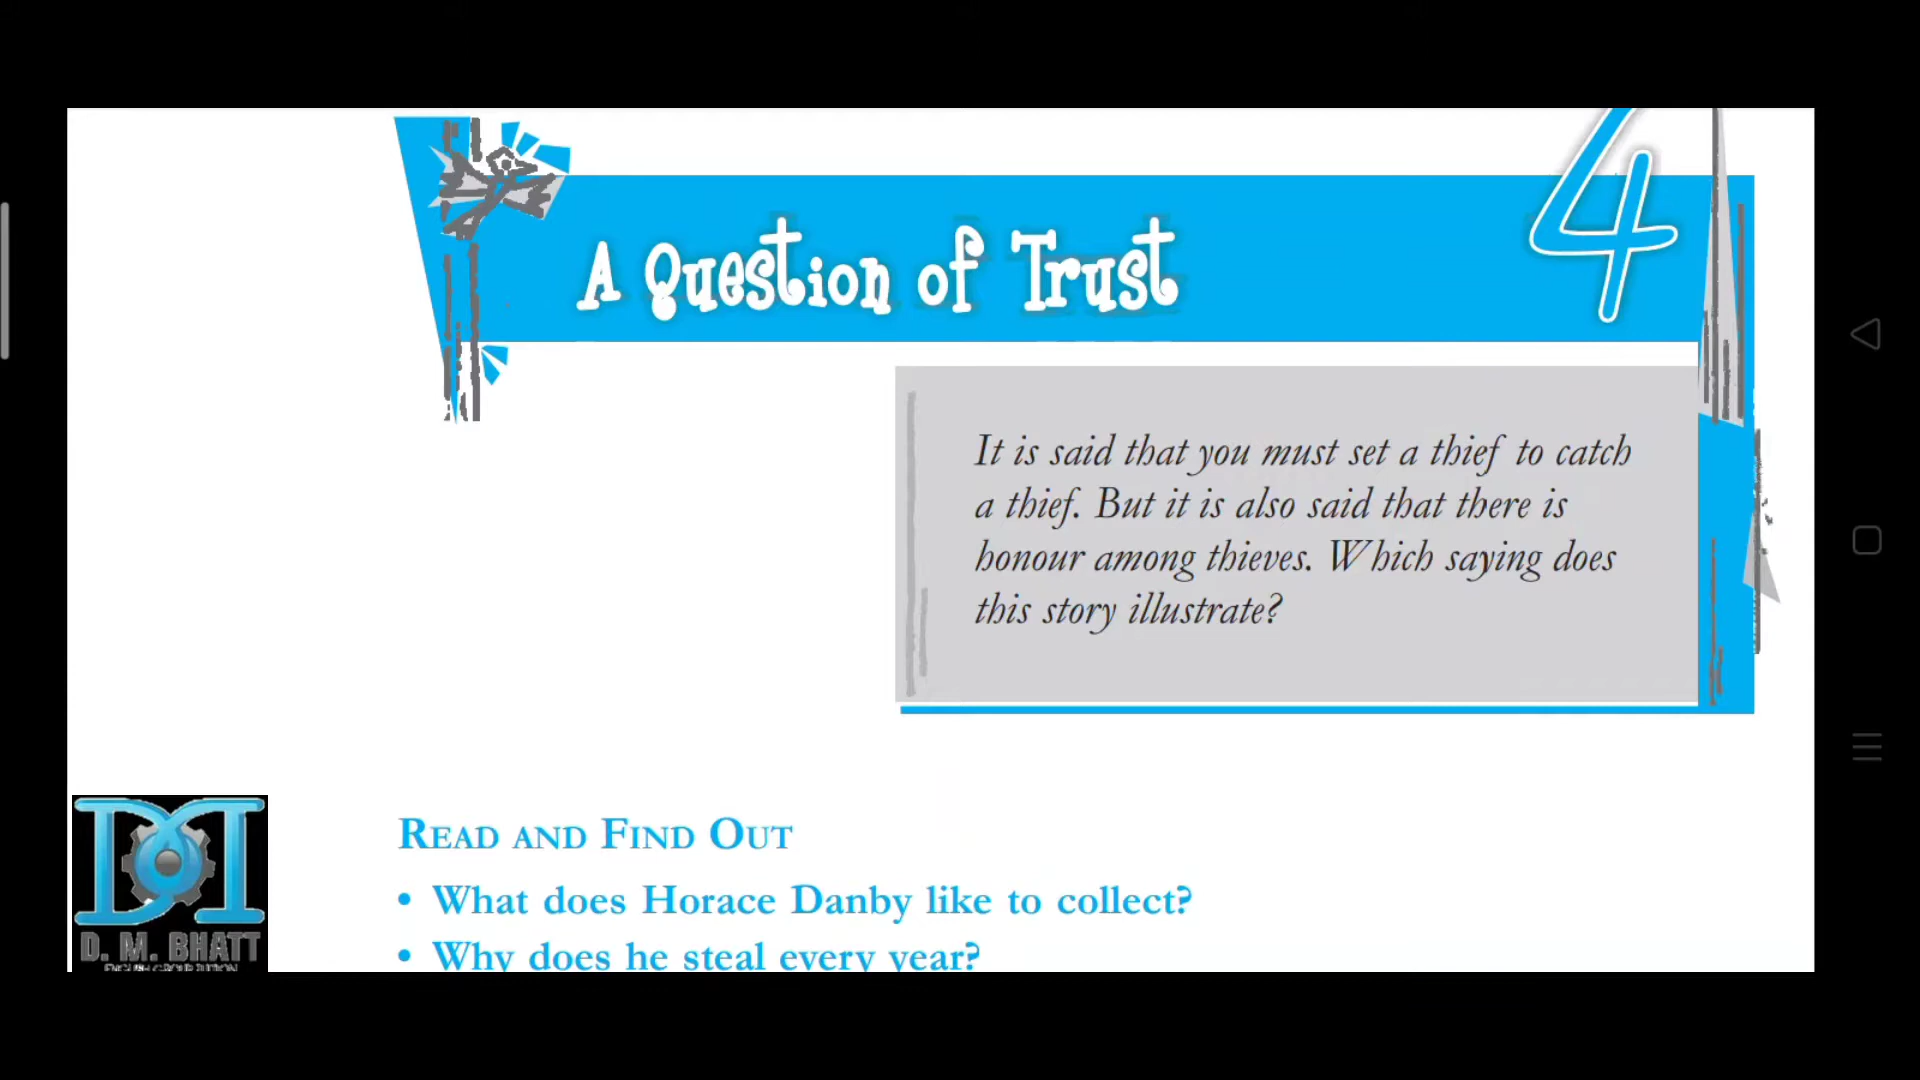 4
A Question of Trust
It is said that you must set a thief to catch
a thief. But it is also said that there is
honour among thieves. Which saying does
this story illustrate?
READ AND FIND OUT
• What does Horace Danby like to collect?
• Why does he steal every year?
D. M. BHATT